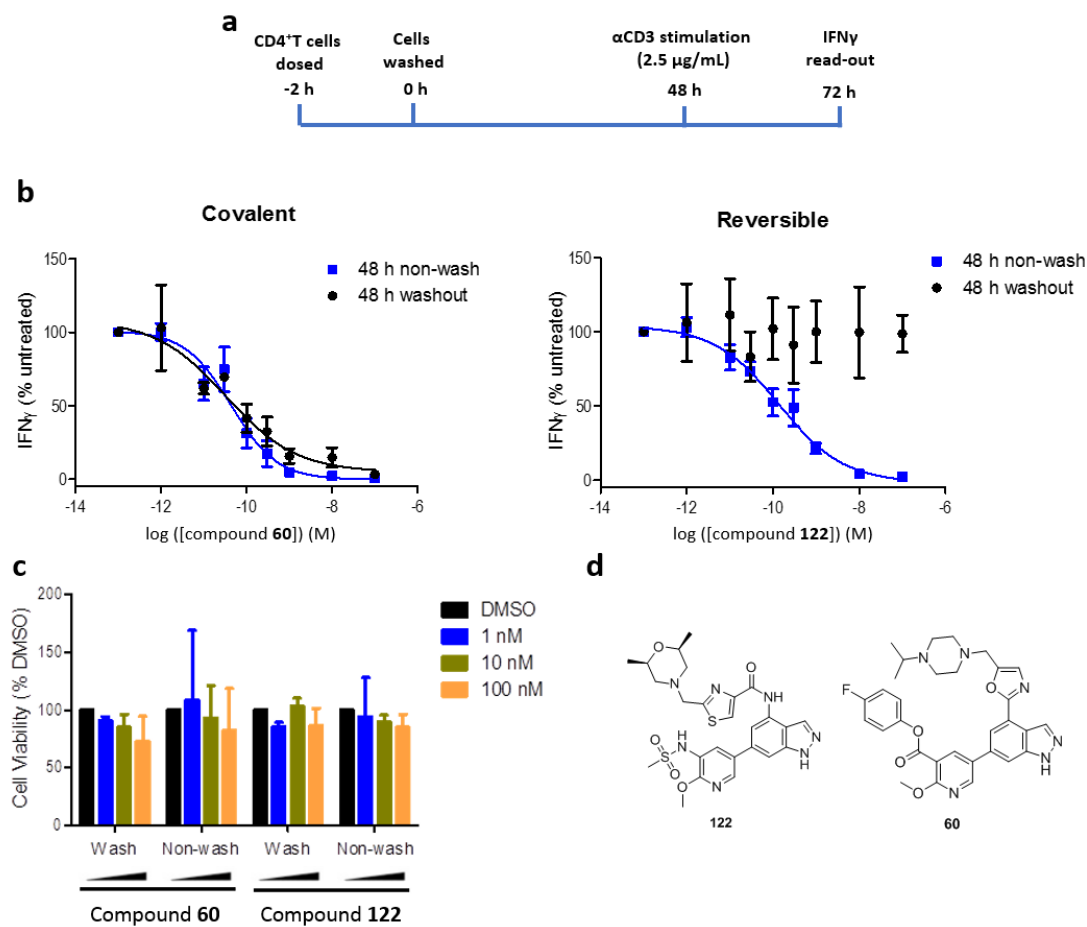 a
CD4⁺T cells
dosed
-2 h
Cells
washed
0 h
αCD3 stimulation
(2.5 µg/mL)
48 h
IFNγ
read-out
72 h
b
Covalent
IFNγ (% untreated)
150
100
50
0
-14
-12
-10
-8
-6
log ([compound 60]) (M)
48 h non-wash
48 h washout
Reversible
IFNγ (% untreated)
150
100
50
0
-14
-12
-10
-8
-6
log ([compound 122]) (M)
48 h non-wash
48 h washout
c
Cell Viability (% DMSO)
200
150
100
50
0
DMSO
1 nM
10 nM
100 nM
Wash
Non-wash
Wash
Non-wash
Compound 60
Compound 122
d
O
N
N
S
O
NH
O
HN
S
O
O
N
N
N
H
122
N
N
O
N
F
O
O
O
N
N
N
H
60